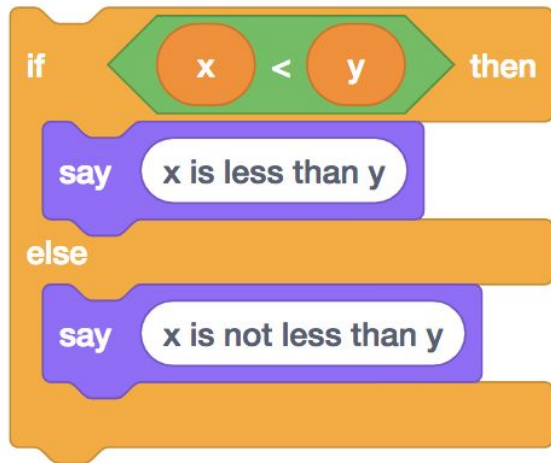 if x < y then
say x is less than y
else
say x is not less than y